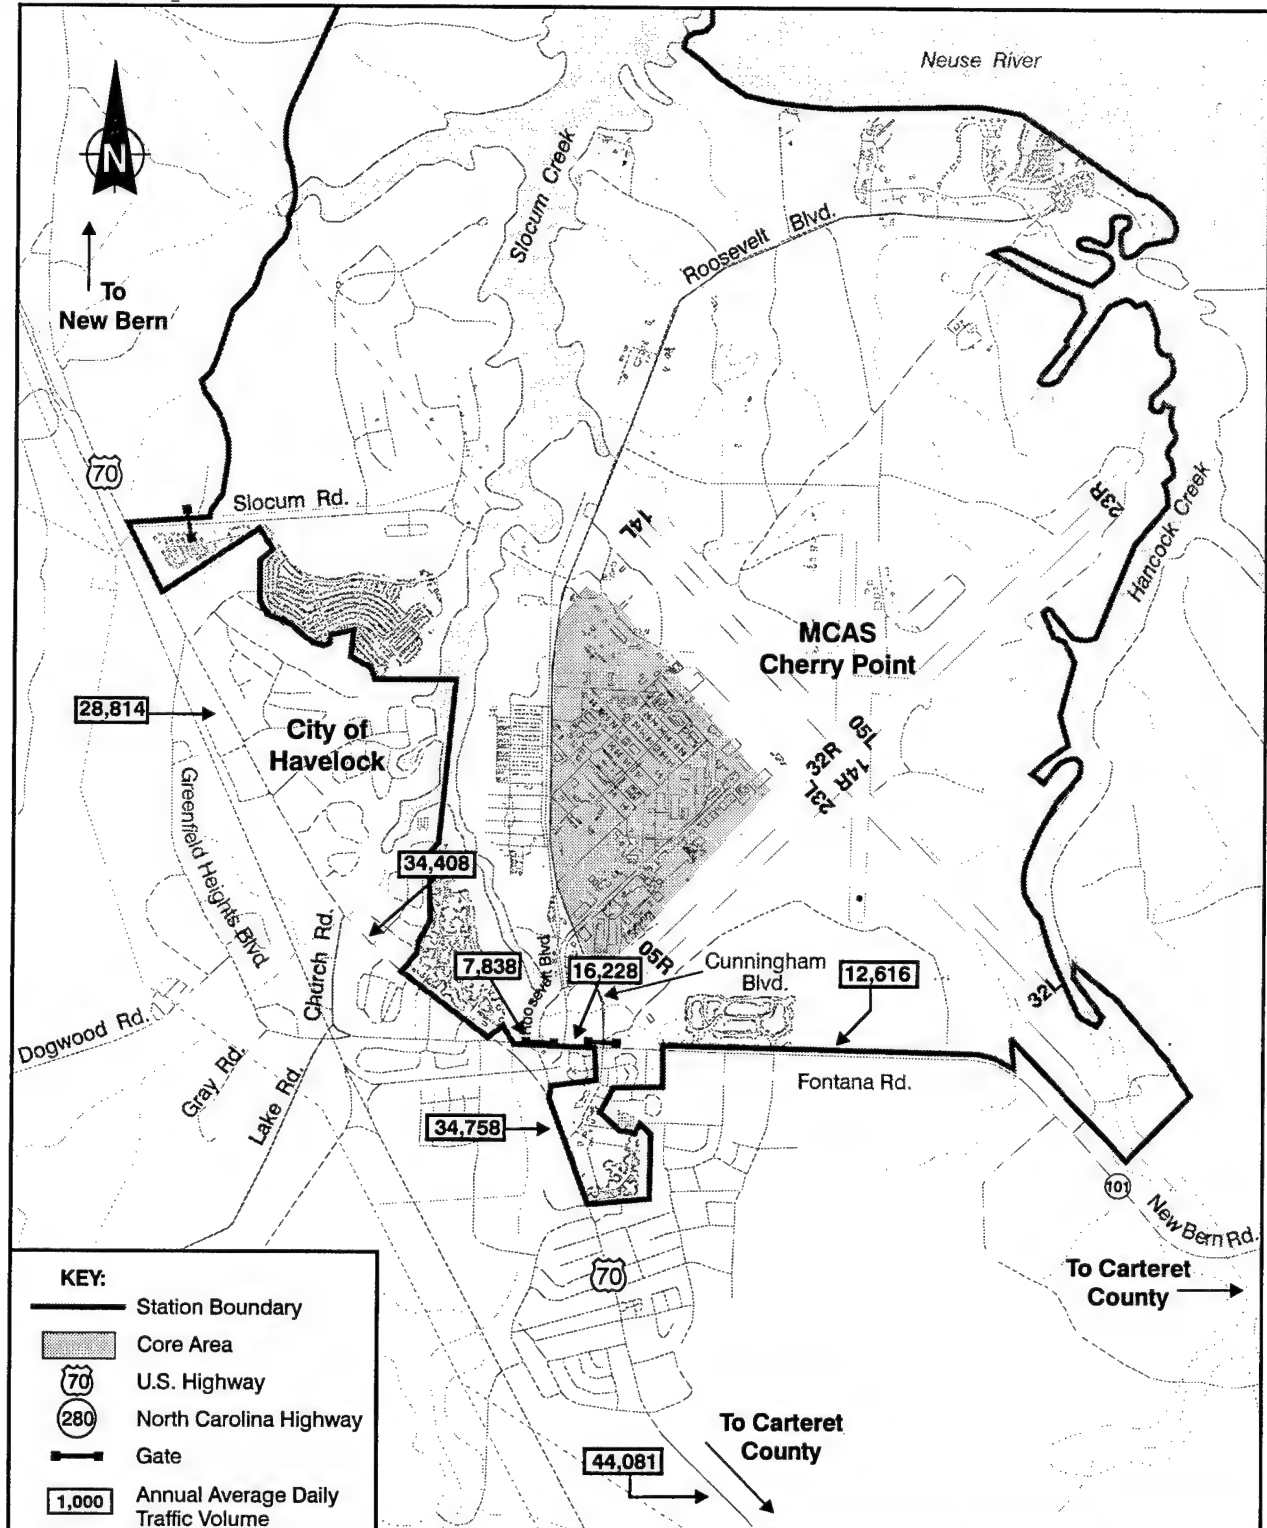 Neuse River
N
To
New Bern
Slocum Creek
Roosevelt Blvd.
70
Slocum Rd.
14L
23R
Hancock Creek
MCAS
Cherry Point
28,814
City of
Havelock
05L
32R
14R
23L
Greenfield Heights Blvd.
34,408
Church Rd.
7,838
Roosevelt Blvd
16,228
05R
Cunningham
Blvd.
12,616
32L
Dogwood Rd.
Gray Rd.
Lake Rd.
Fontana Rd.
34,758
101
New Bern Rd.
70
To Carteret
County
KEY:
Station Boundary
Core Area
70
U.S. Highway
280
North Carolina Highway
Gate
1,000
Annual Average Daily
Traffic Volume
To Carteret
County
44,081